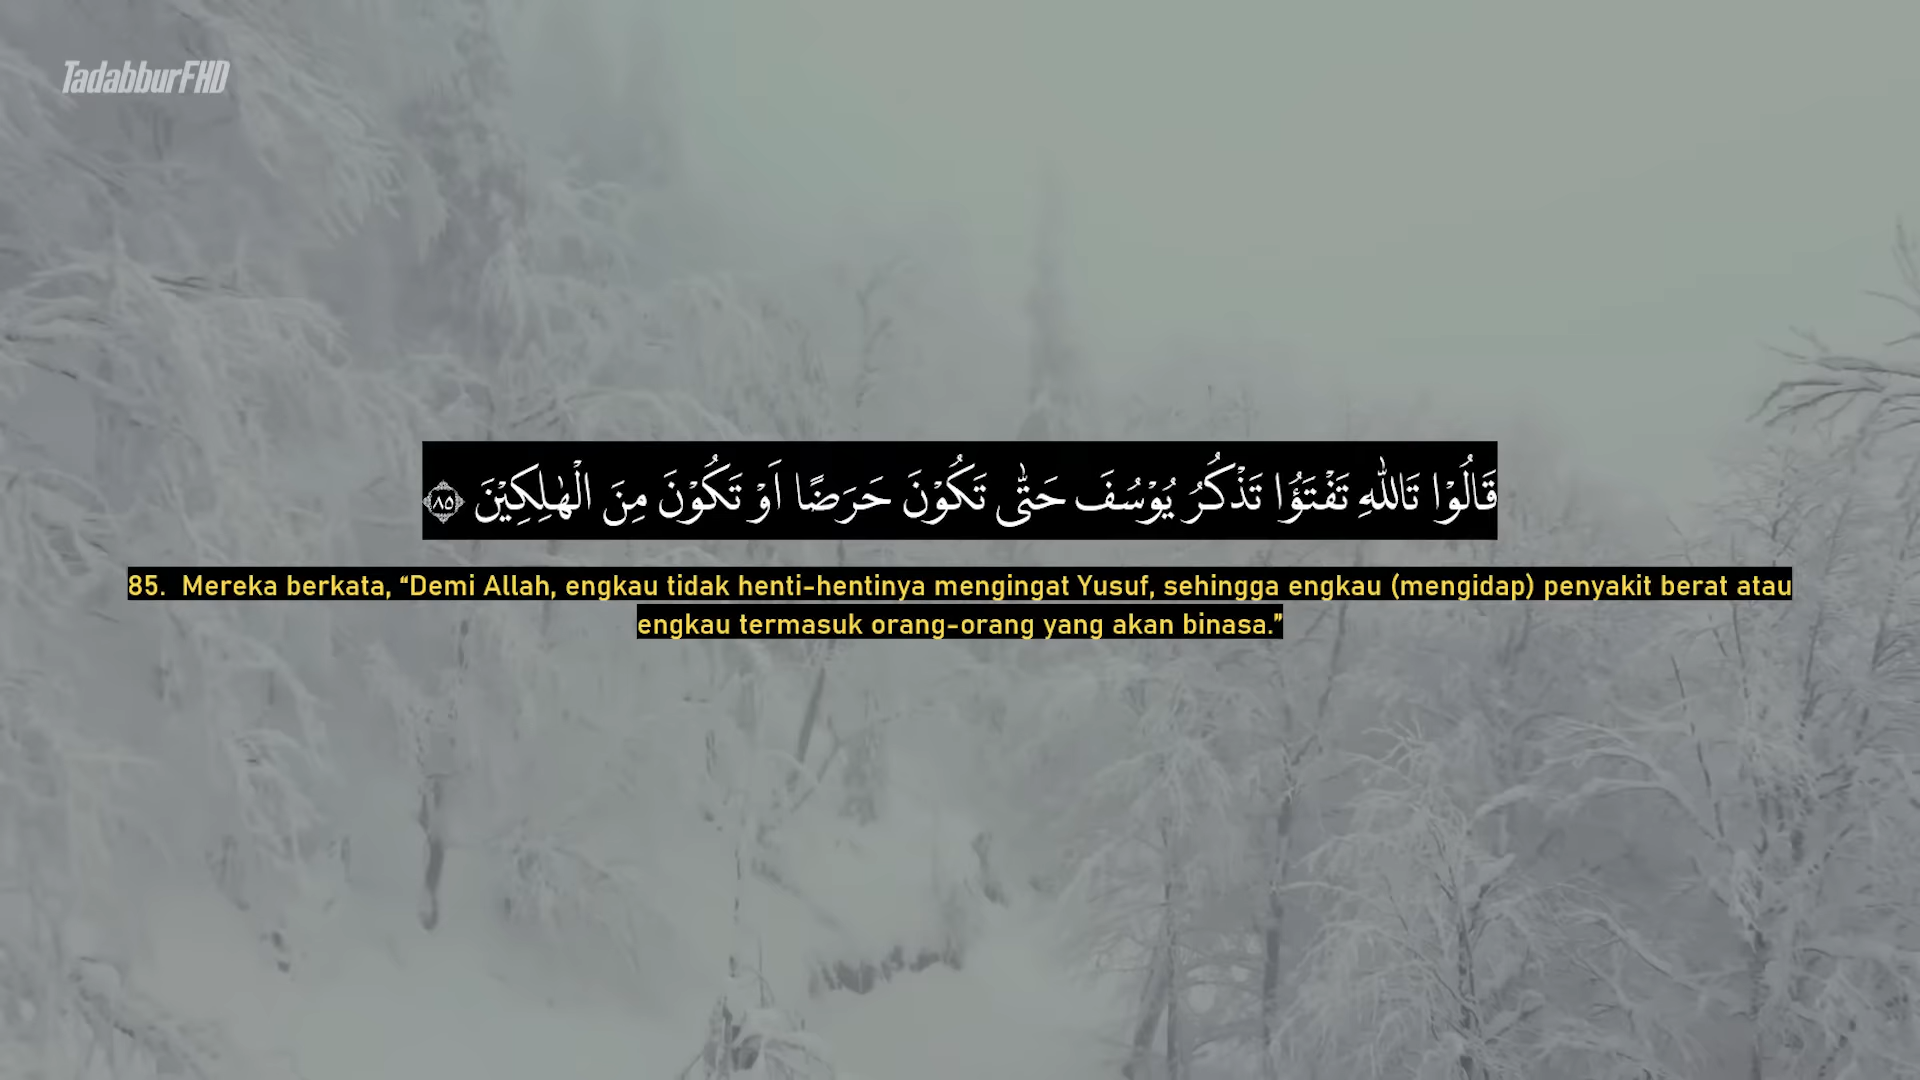 TadabburFHD
قَالُوْا تَاللّٰهِ تَفْتَؤُا تَذْكُرُ يُوْسُفَ حَتّٰى تَكُوْنَ حَرَضًا اَوْ تَكُوْنَ مِنَ الْهٰلِكِيْنَ ۝٨٥
85. Mereka berkata, “Demi Allah, engkau tidak henti-hentinya mengingat Yusuf, sehingga engkau (mengidap) penyakit berat atau
engkau termasuk orang-orang yang akan binasa.”